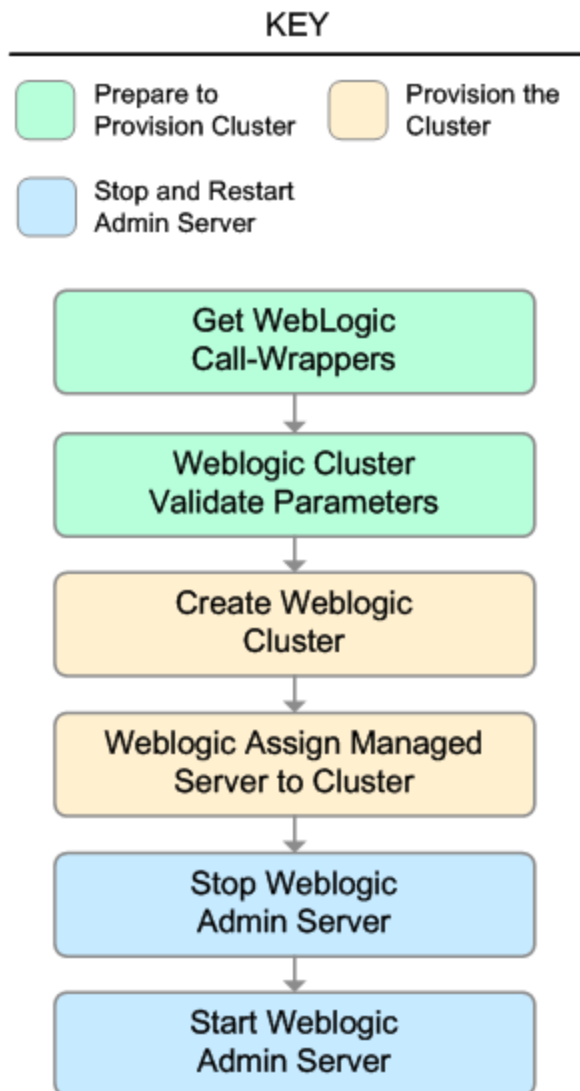 KEY
Prepare to
Provision Cluster
Provision the
Cluster
Stop and Restart
Admin Server
Get WebLogic
Call-Wrappers
Weblogic Cluster
Validate Parameters
Create Weblogic
Cluster
Weblogic Assign Managed
Server to Cluster
Stop Weblogic
Admin Server
Start Weblogic
Admin Server